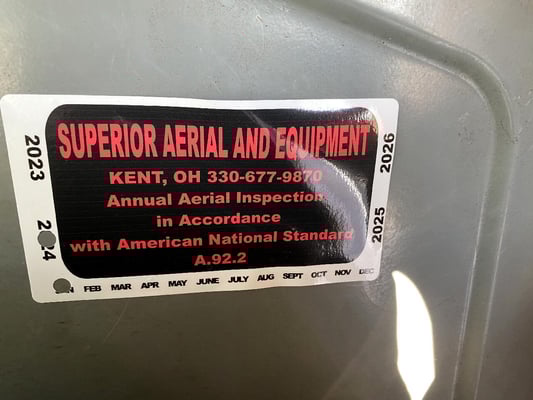 SUPERIOR AERIAL AND EQUIPMENT
KENT, OH 330-677-9870
Annual Aerial Inspection
in Accordance
with American National Standard
A.92.2
2023
2026
2025
FEB MAR APR MAY JUNE JULY AUG SEPT OCT NOV DEC